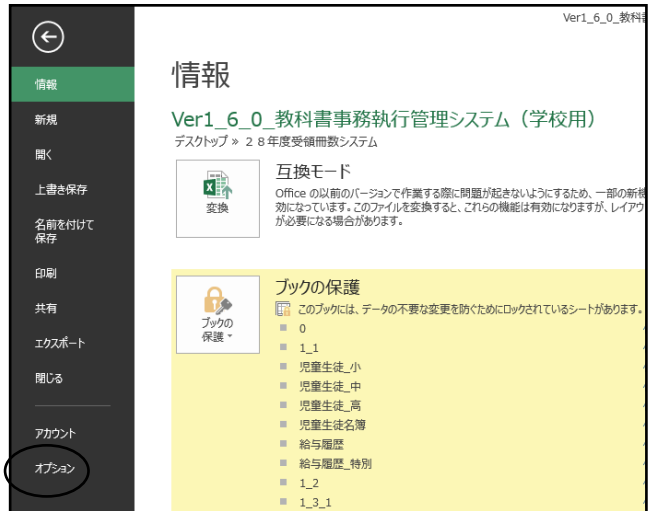 Ver1_6_0_教科
情報
新規
開く
上書き保存
名前を付けて
保存
印刷
共有
エクスポート
閉じる
アカウント
オプション
情報
Ver1_6_0_教科書事務執行管理システム（学校用）
デスクトップ » ２８年度受領冊数システム
変換
互換モード
Office の以前のバージョンで作業する際に問題が起きないようにするため、一部の新機
効になっています。このファイルを変換すると、これらの機能は有効になりますが、レイアウ
が必要になる場合があります。
ブックの
保護
ブックの保護
このブックには、データの不要な変更を防ぐためにロックされているシートがあります。
0
1_1
児童生徒_小
児童生徒_中
児童生徒_高
児童生徒名簿
給与履歴
給与履歴_特別
1_2
1_3_1